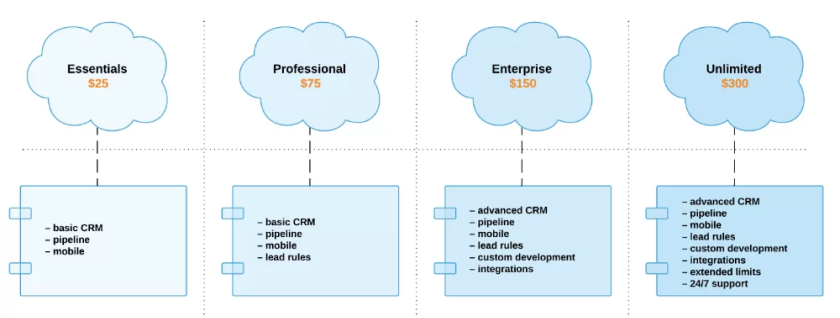 Essentials
$25
Professional
$75
Enterprise
$150
Unlimited
$300
– basic CRM
– pipeline
– mobile
– basic CRM
– pipeline
– mobile
– lead rules
– advanced CRM
– pipeline
– mobile
– lead rules
– custom development
– integrations
– advanced CRM
– pipeline
– mobile
– lead rules
– custom development
– integrations
– extended limits
– 24/7 support